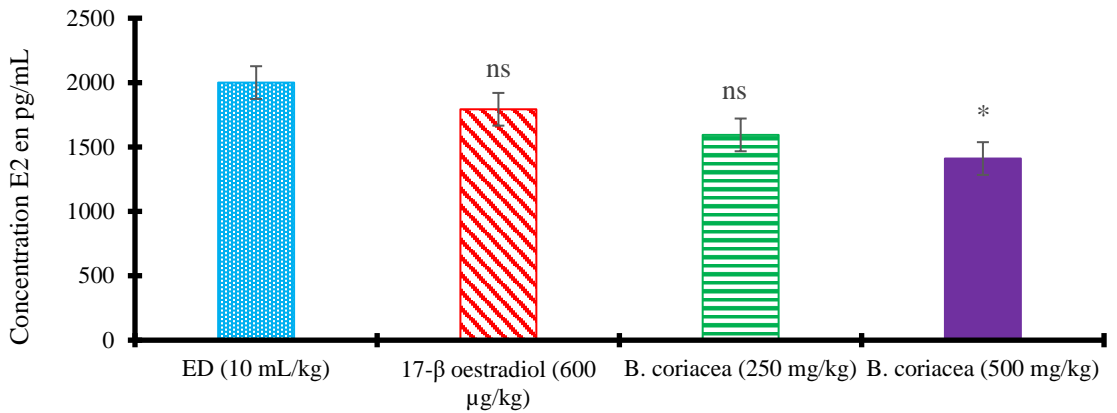 Concentration E2 en pg/mL
2500
2000
1500
1000
500
0
ns
ns
*
ED (10 mL/kg)
17-β oestradiol (600
µg/kg)
B. coriacea (250 mg/kg)
B. coriacea (500 mg/kg)